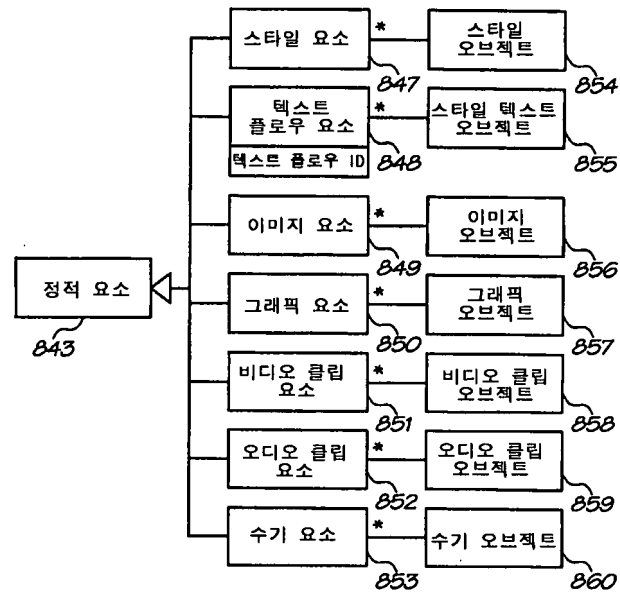 스타일 요소
*
847
스타일
오브젝트
854
텍스트
플로우 요소
텍스트 플로우 ID
*
848
스타일 텍스트
오브젝트
855
이미지 요소
*
849
이미지
오브젝트
856
정적 요소
843
그래픽 요소
*
850
그래픽
오브젝트
857
비디오 클립
요소
*
851
비디오 클립
오브젝트
858
오디오 클립
요소
*
852
오디오 클립
오브젝트
859
수기 요소
*
853
수기 오브젝트
860